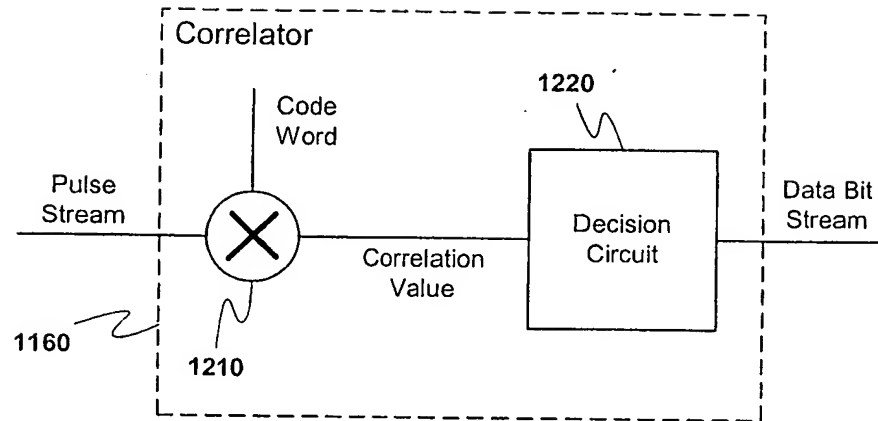 Correlator
1220
Code
Word
Pulse
Stream
Data Bit
Stream
Decision
Circuit
Correlation
Value
1160
1210